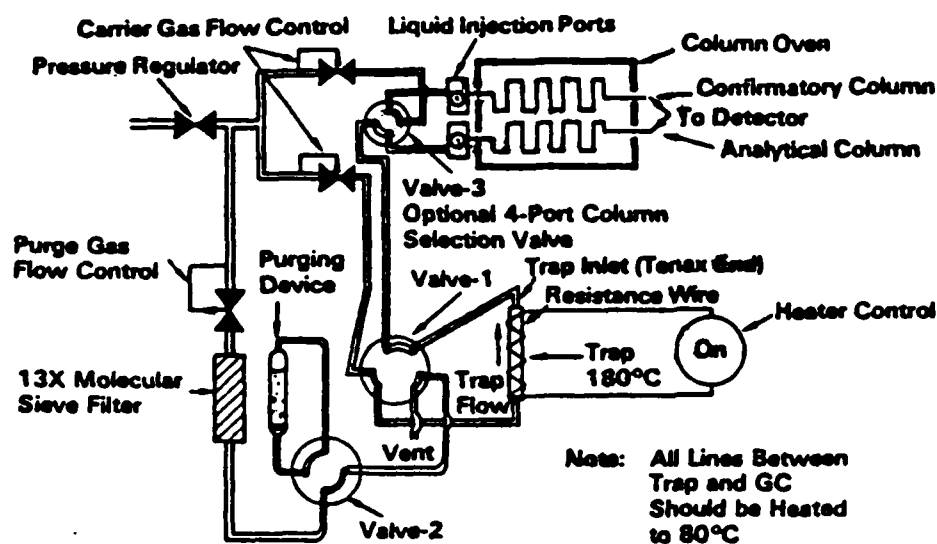 Carrier Gas Flow Control
Pressure Regulator
Liquid Injection Ports
Column Oven
Confirmatory Column
To Detector
Analytical Column
Valve-3
Optional 4-Port Column
Selection Valve
Purge Gas
Flow Control
Purging
Device
Valve-1
Trap Inlet (Tenax End)
Resistance Wire
Heater Control
On
Trap
180°C
13X Molecular
Sieve Filter
Trap
Flow
Vent
Valve-2
Note: All Lines Between
Trap and GC
Should be Heated
to 80°C